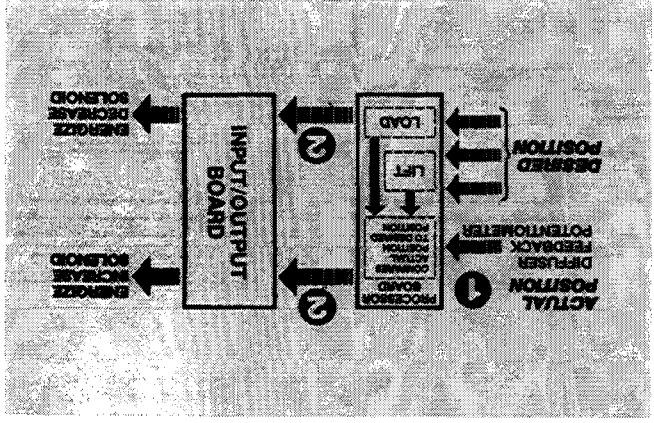 ACTUAL
POSITION
1
DIFFUSER
FEEDBACK
POTENTIOMETER
DESIRED
POSITION
PROCESSOR
BOARD
COMPARES
ACTUAL
POSITION
TO DESIRED
POSITION
LIFT
LOAD
2
2
INPUT/OUTPUT
BOARD
ENERGIZE
INCREASE
SOLENOID
ENERGIZE
DECREASE
SOLENOID